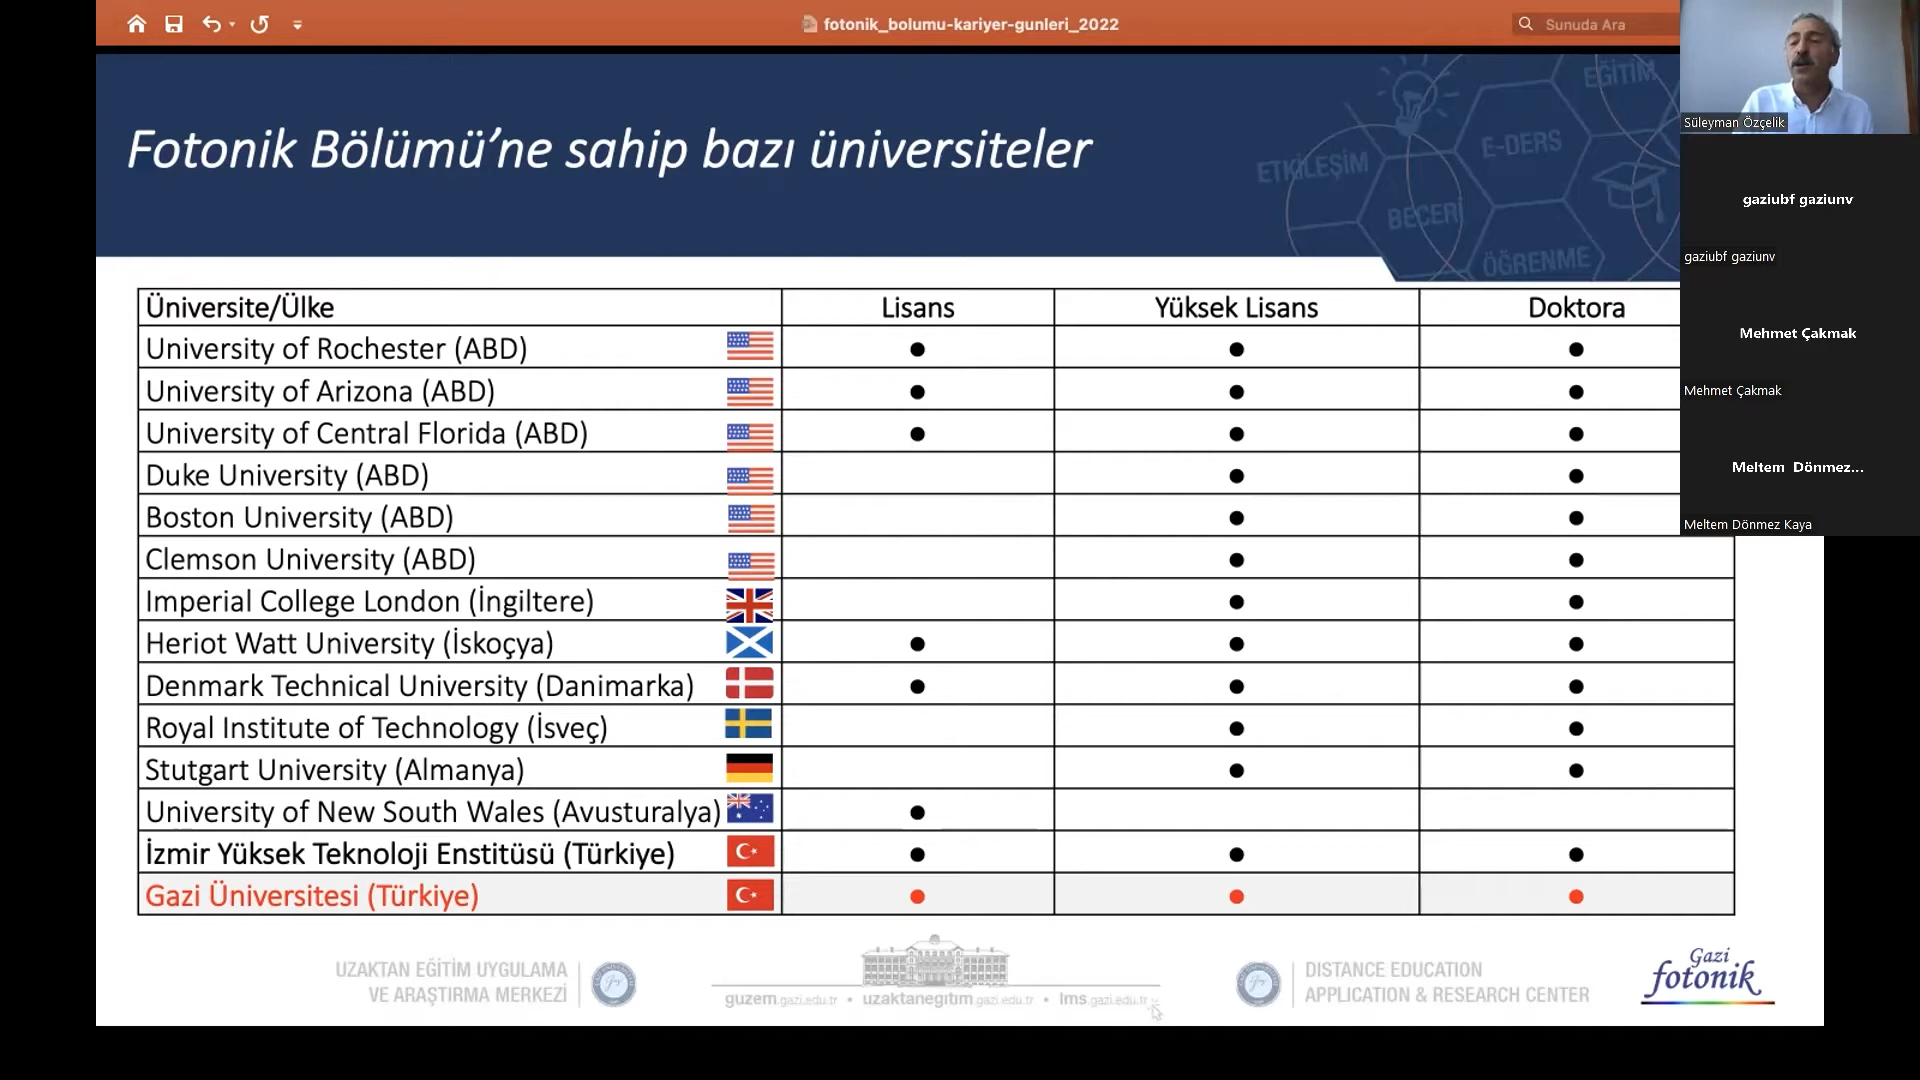 fotonik_bolumu-kariyer-gunleri_2022
Sunuda Ara
Fotonik Bölümü’ne sahip bazı üniversiteler
EĞİTİM
E-DERS
ETKİLEŞİM
BECERİ
ÖĞRENME
Süleyman Özçelik
gaziubf gaziunv
gaziubf gaziunv
Mehmet Çakmak
Mehmet Çakmak
Meltem Dönmez...
Meltem Dönmez Kaya
Üniversite/Ülke Lisans Yüksek Lisans Doktora
University of Rochester (ABD) ● ● ●
University of Arizona (ABD) ● ● ●
University of Central Florida (ABD) ● ● ●
Duke University (ABD) ● ●
Boston University (ABD) ● ●
Clemson University (ABD) ● ●
Imperial College London (İngiltere) ● ●
Heriot Watt University (İskoçya) ● ● ●
Denmark Technical University (Danimarka) ● ● ●
Royal Institute of Technology (İsveç) ● ●
Stutgart University (Almanya) ● ●
University of New South Wales (Avusturalya) ●
İzmir Yüksek Teknoloji Enstitüsü (Türkiye) ● ● ●
Gazi Üniversitesi (Türkiye) ● ● ●
UZAKTAN EĞİTİM UYGULAMA
VE ARAŞTIRMA MERKEZİ
guzem.gazi.edu.tr • uzaktanegitim.gazi.edu.tr • lms.gazi.edu.tr
DISTANCE EDUCATION
APPLICATION & RESEARCH CENTER
Gazi
fotonik